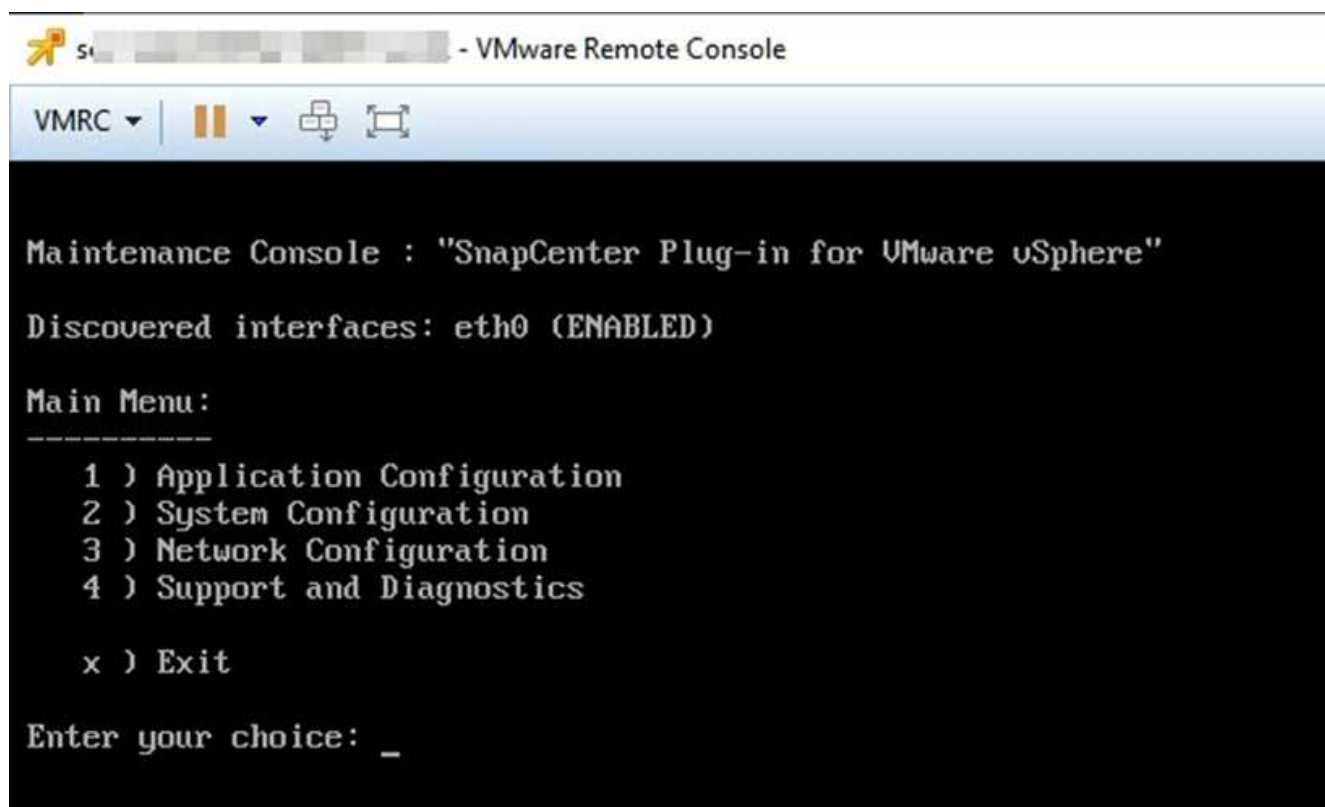 - VMware Remote Console
VMRC
Maintenance Console : "SnapCenter Plug-in for VMware vSphere"
Discovered interfaces: eth0 (ENABLED)
Main Menu:
----------
1 ) Application Configuration
2 ) System Configuration
3 ) Network Configuration
4 ) Support and Diagnostics
x ) Exit
Enter your choice: _